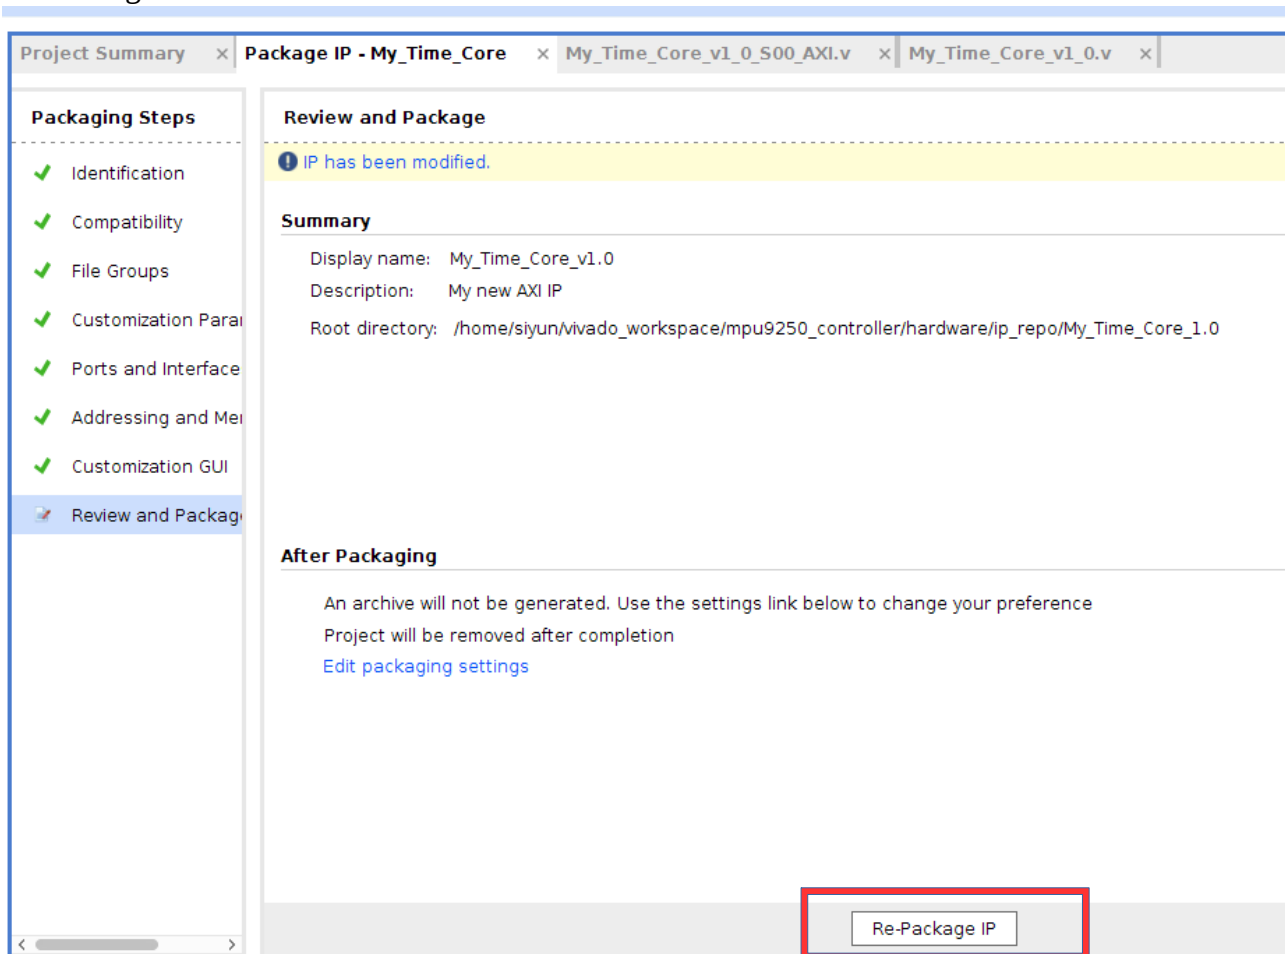 Project Summary × Package IP - My_Time_Core × My_Time_Core_v1_0_S00_AXI.v × My_Time_Core_v1_0.v ×
Packaging Steps
Identification
Compatibility
File Groups
Customization Para
Ports and Interface
Addressing and Me
Customization GUI
Review and Packag
Review and Package
IP has been modified.
Summary
Display name: My_Time_Core_v1.0
Description: My new AXI IP
Root directory: /home/siyun/vivado_workspace/mpu9250_controller/hardware/ip_repo/My_Time_Core_1.0
After Packaging
An archive will not be generated. Use the settings link below to change your preference
Project will be removed after completion
Edit packaging settings
Re-Package IP